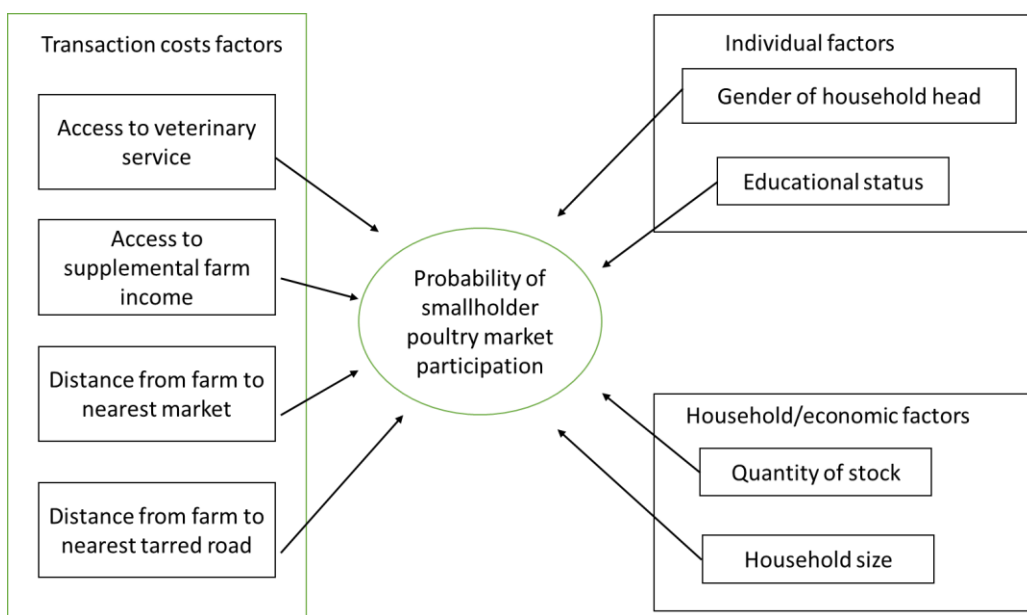 Transaction costs factors
Access to veterinary
service
Access to
supplemental farm
income
Distance from farm to
nearest market
Distance from farm to
nearest tarred road
Probability of
smallholder
poultry market
participation
Individual factors
Gender of household head
Educational status
Household/economic factors
Quantity of stock
Household size